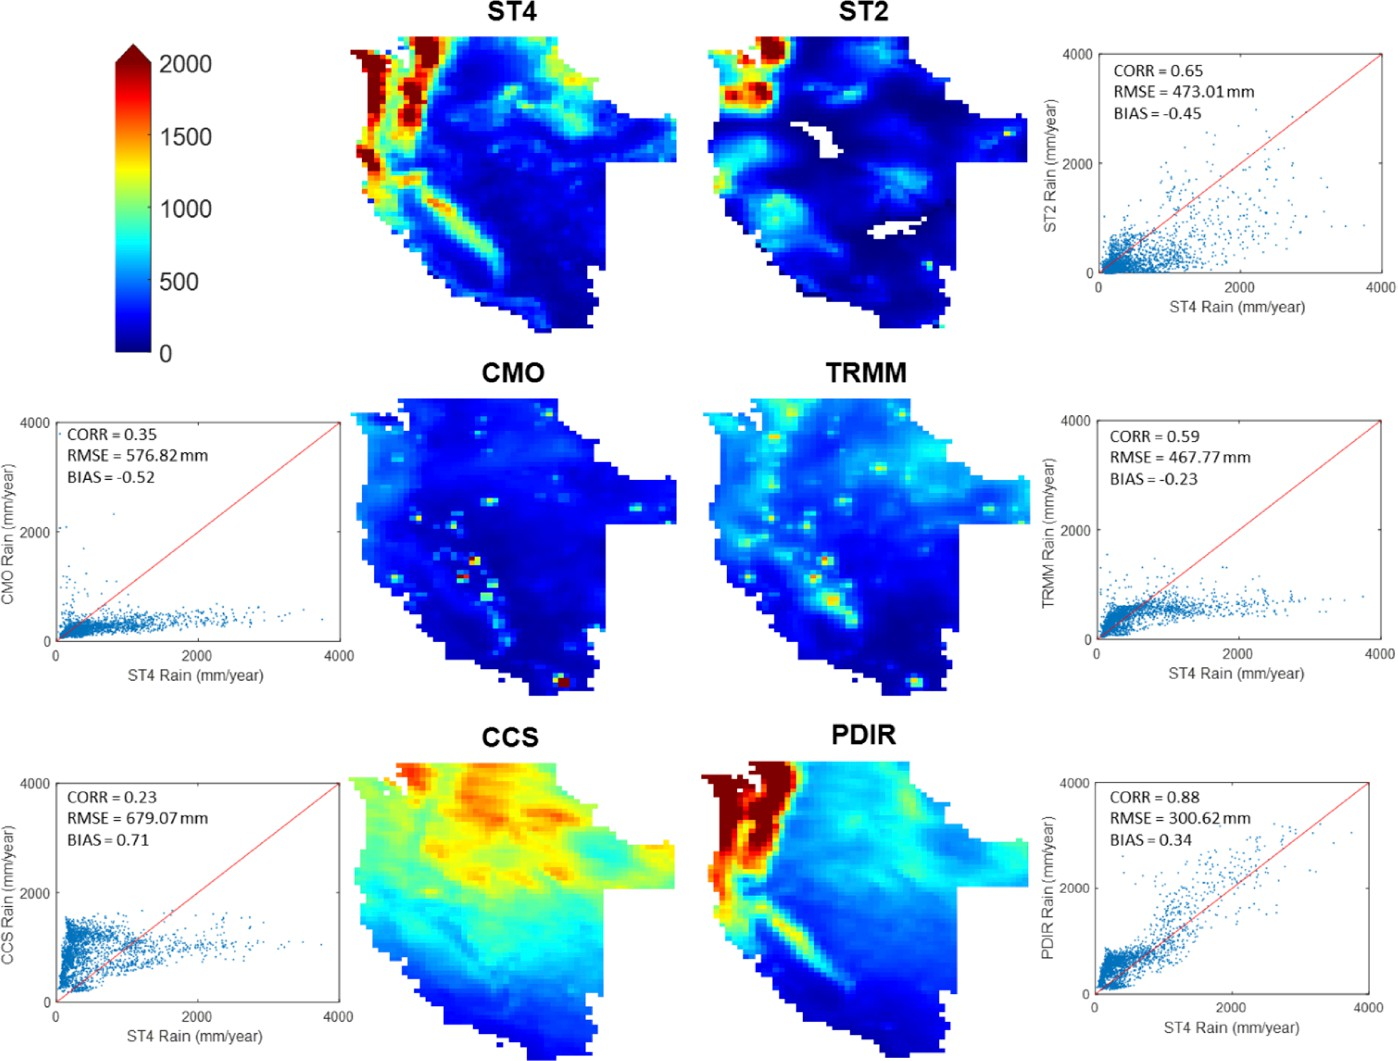 ST4
ST2
2000
1500
1000
500
0
4000
2000
0
0
2000
4000
CORR = 0.65
RMSE = 473.01 mm
BIAS = -0.45
ST2 Rain (mm/year)
ST4 Rain (mm/year)
CMO
TRMM
4000
2000
0
0
2000
4000
CORR = 0.35
RMSE = 576.82 mm
BIAS = -0.52
CMO Rain (mm/year)
ST4 Rain (mm/year)
4000
2000
0
0
2000
4000
CORR = 0.59
RMSE = 467.77 mm
BIAS = -0.23
TRMM Rain (mm/year)
ST4 Rain (mm/year)
CCS
PDIR
4000
2000
0
0
2000
4000
CORR = 0.23
RMSE = 679.07 mm
BIAS = 0.71
CCS Rain (mm/year)
ST4 Rain (mm/year)
4000
2000
0
0
2000
4000
CORR = 0.88
RMSE = 300.62 mm
BIAS = 0.34
PDIR Rain (mm/year)
ST4 Rain (mm/year)